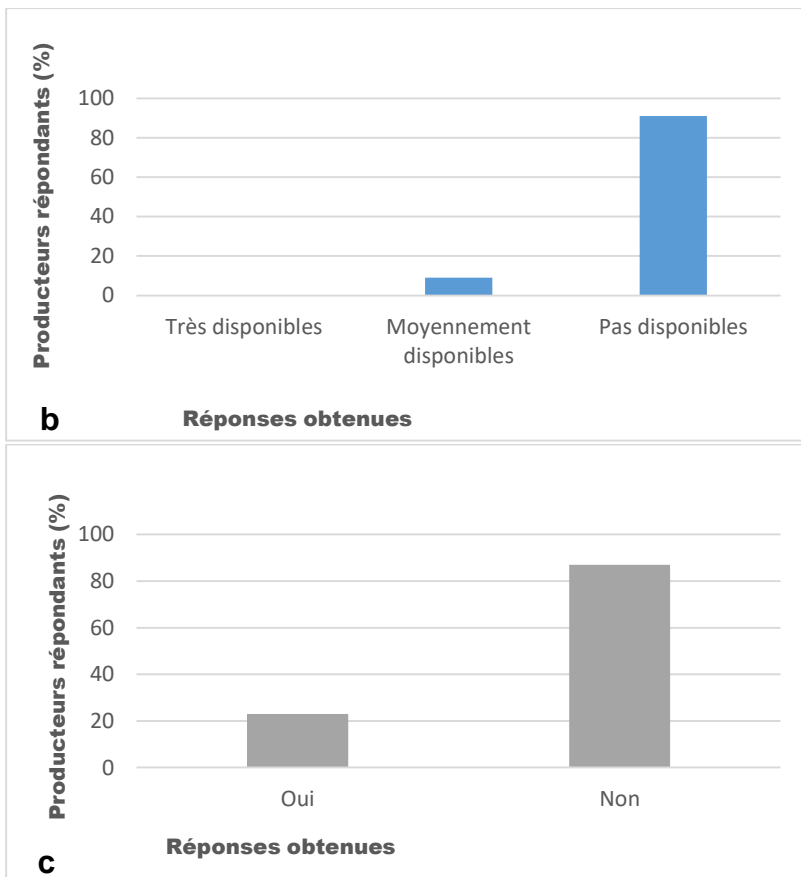 Producteurs répondants (%)
100
80
60
40
20
0
Très disponibles
Moyennement
disponibles
Pas disponibles
Réponses obtenues
b
Producteurs répondants (%)
100
80
60
40
20
0
Oui
Non
Réponses obtenues
c